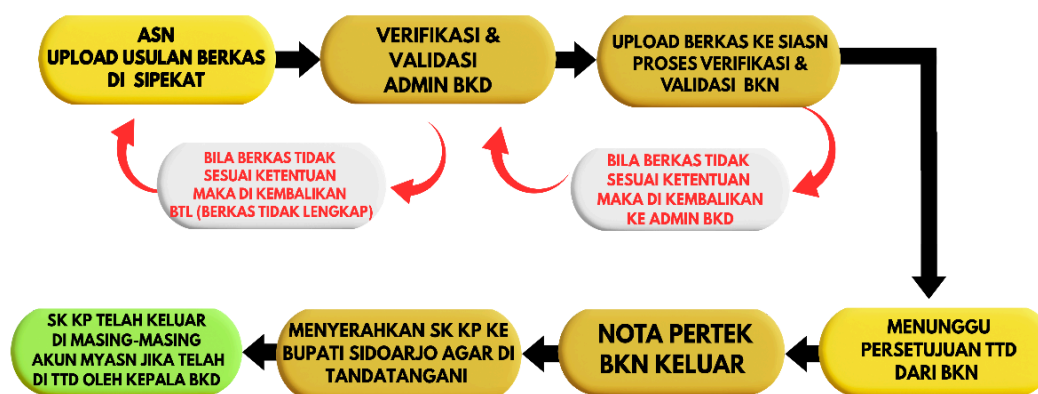 ASN
UPLOAD USULAN BERKAS
DI SIPEKAT
VERIFIKASI &
VALIDASI
ADMIN BKD
UPLOAD BERKAS KE SIASN
PROSES VERIFIKASI &
VALIDASI BKN
BILA BERKAS TIDAK
SESUAI KETENTUAN
MAKA DI KEMBALIKAN
BTL (BERKAS TIDAK LENGKAP)
BILA BERKAS TIDAK
SESUAI KETENTUAN
MAKA DI KEMBALIKAN
KE ADMIN BKD
MENUNGGU
PERSETUJUAN TTD
DARI BKN
NOTA PERTEK
BKN KELUAR
MENYERAHKAN SK KP KE
BUPATI SIDOARJO AGAR DI
TANDATANGANI
SK KP TELAH KELUAR
DI MASING-MASING
AKUN MYASN JIKA TELAH
DI TTD OLEH KEPALA BKD